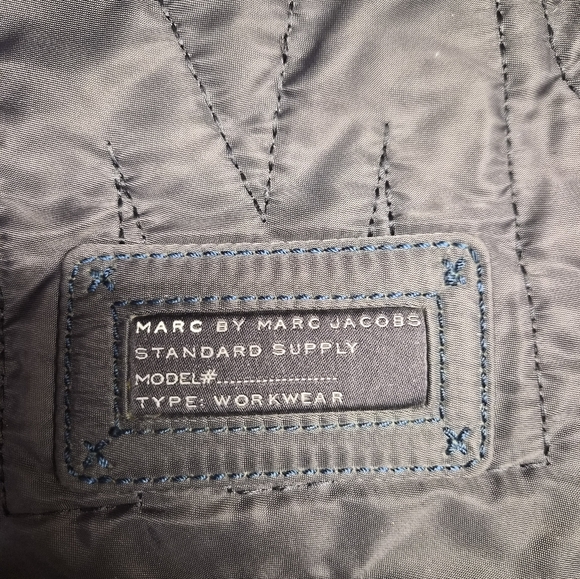 MARC BY MARC JACOBS
STANDARD SUPPLY
MODEL#....................
TYPE: WORKWEAR